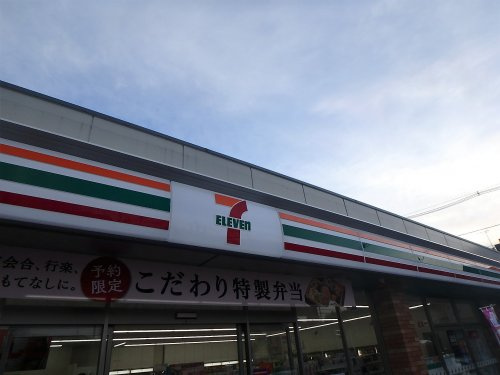 7
ELEVEn
会合、行楽、
もてなしに。
予約
限定
こだわり特製弁当